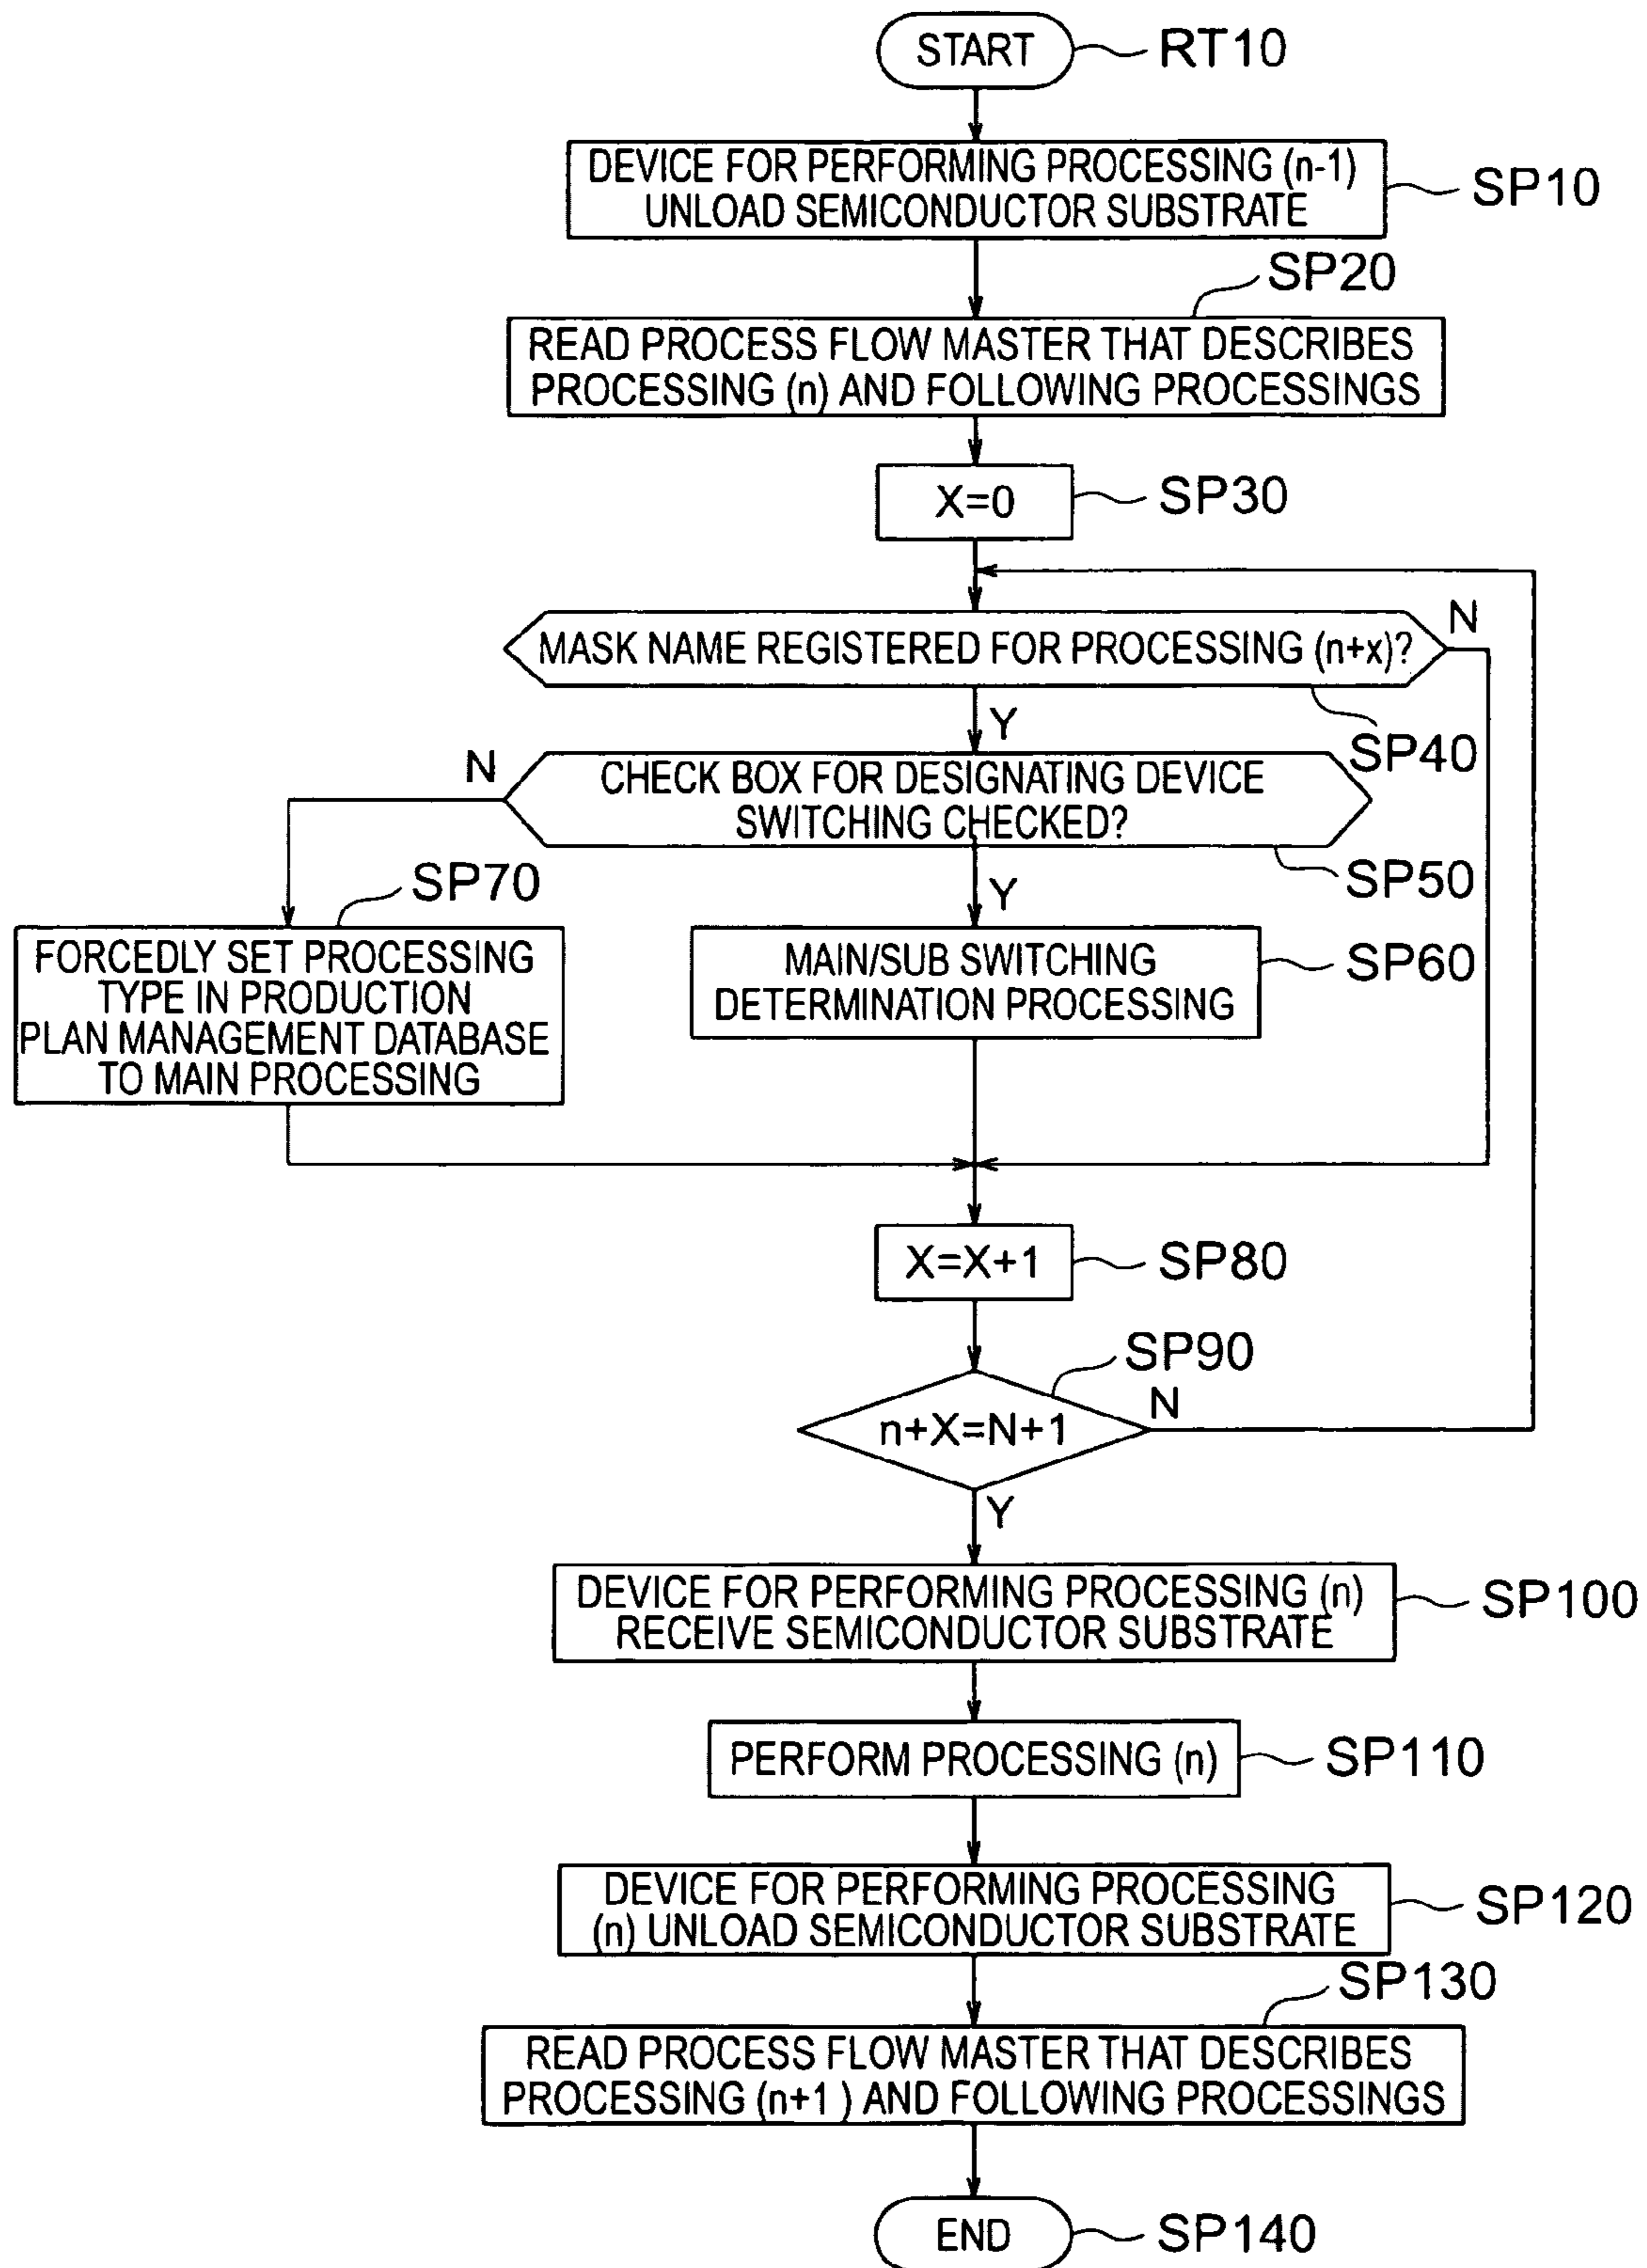 START
RT10
DEVICE FOR PERFORMING PROCESSING (n-1)
UNLOAD SEMICONDUCTOR SUBSTRATE
SP10
SP20
READ PROCESS FLOW MASTER THAT DESCRIBES
PROCESSING (n) AND FOLLOWING PROCESSINGS
X=0
SP30
MASK NAME REGISTERED FOR PROCESSING (n+x)?
N
SP40
Y
N
CHECK BOX FOR DESIGNATING DEVICE
SWITCHING CHECKED?
SP50
Y
SP70
FORCEDLY SET PROCESSING
TYPE IN PRODUCTION
PLAN MANAGEMENT DATABASE
TO MAIN PROCESSING
MAIN/SUB SWITCHING
DETERMINATION PROCESSING
SP60
X=X+1
SP80
SP90
n+X=N+1
N
Y
DEVICE FOR PERFORMING PROCESSING (n)
RECEIVE SEMICONDUCTOR SUBSTRATE
SP100
PERFORM PROCESSING (n)
SP110
DEVICE FOR PERFORMING PROCESSING
(n) UNLOAD SEMICONDUCTOR SUBSTRATE
SP120
SP130
READ PROCESS FLOW MASTER THAT DESCRIBES
PROCESSING (n+1 ) AND FOLLOWING PROCESSINGS
END
SP140